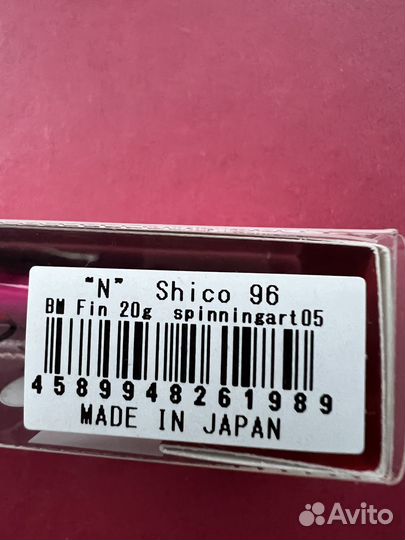 “N” Shico 96
BM Fin 20g spinningart05
4589948261989
MADE IN JAPAN
Avito